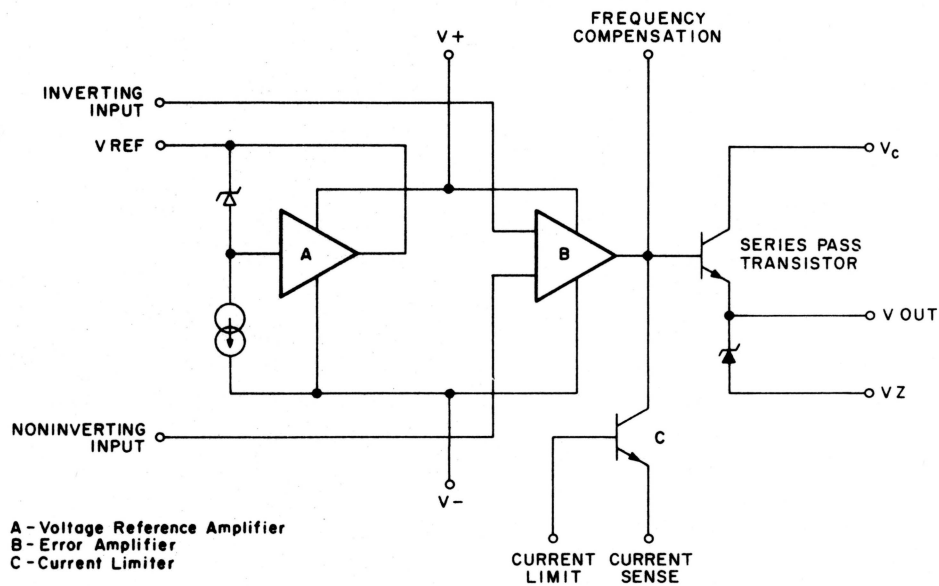 FREQUENCY
COMPENSATION
V+
INVERTING
INPUT
V REF
VC
A
B
SERIES PASS
TRANSISTOR
V OUT
VZ
NONINVERTING
INPUT
C
V-
A - Voltage Reference Amplifier
B - Error Amplifier
C - Current Limiter
CURRENT
LIMIT
CURRENT
SENSE